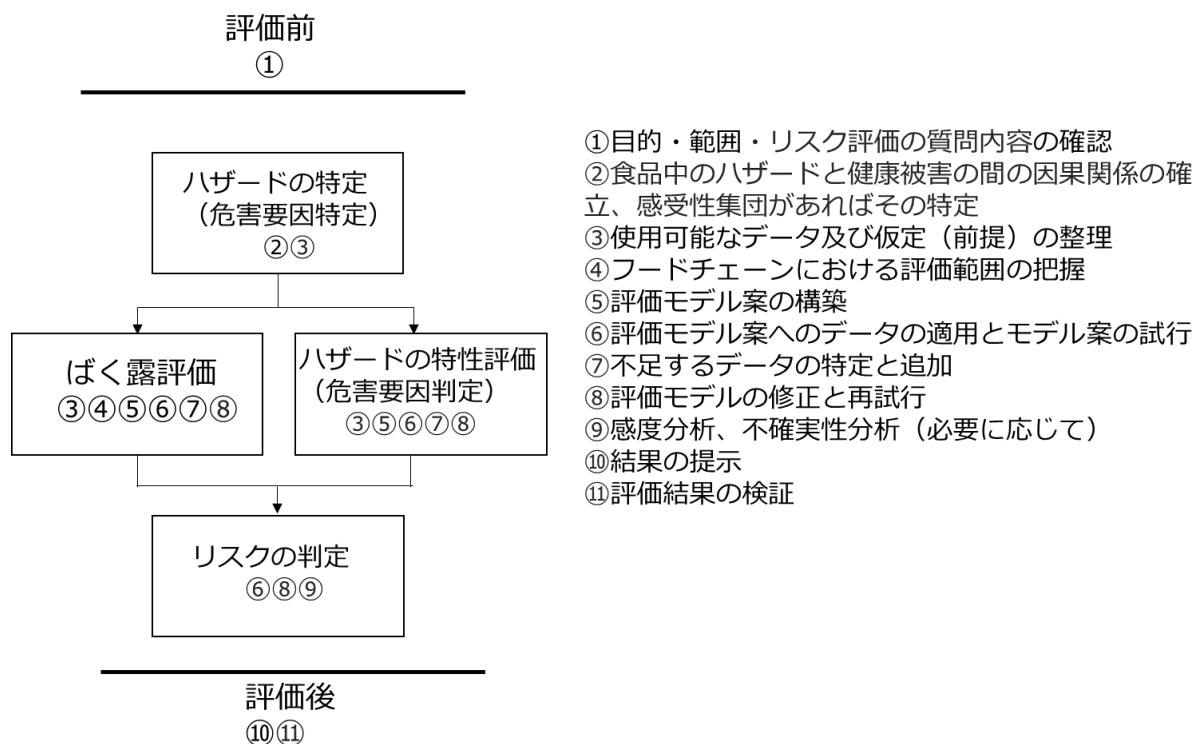 評価前
①
ハザードの特定
（危害要因特定）
②③
ばく露評価
③④⑤⑥⑦⑧
ハザードの特性評価
（危害要因判定）
③⑤⑥⑦⑧
リスクの判定
⑥⑧⑨
評価後
⑩⑪
①目的・範囲・リスク評価の質問内容の確認
②食品中のハザードと健康被害の間の因果関係の確
立、感受性集団があればその特定
③使用可能なデータ及び仮定（前提）の整理
④フードチェーンにおける評価範囲の把握
⑤評価モデル案の構築
⑥評価モデル案へのデータの適用とモデル案の試行
⑦不足するデータの特定と追加
⑧評価モデルの修正と再試行
⑨感度分析、不確実性分析（必要に応じて）
⑩結果の提示
⑪評価結果の検証